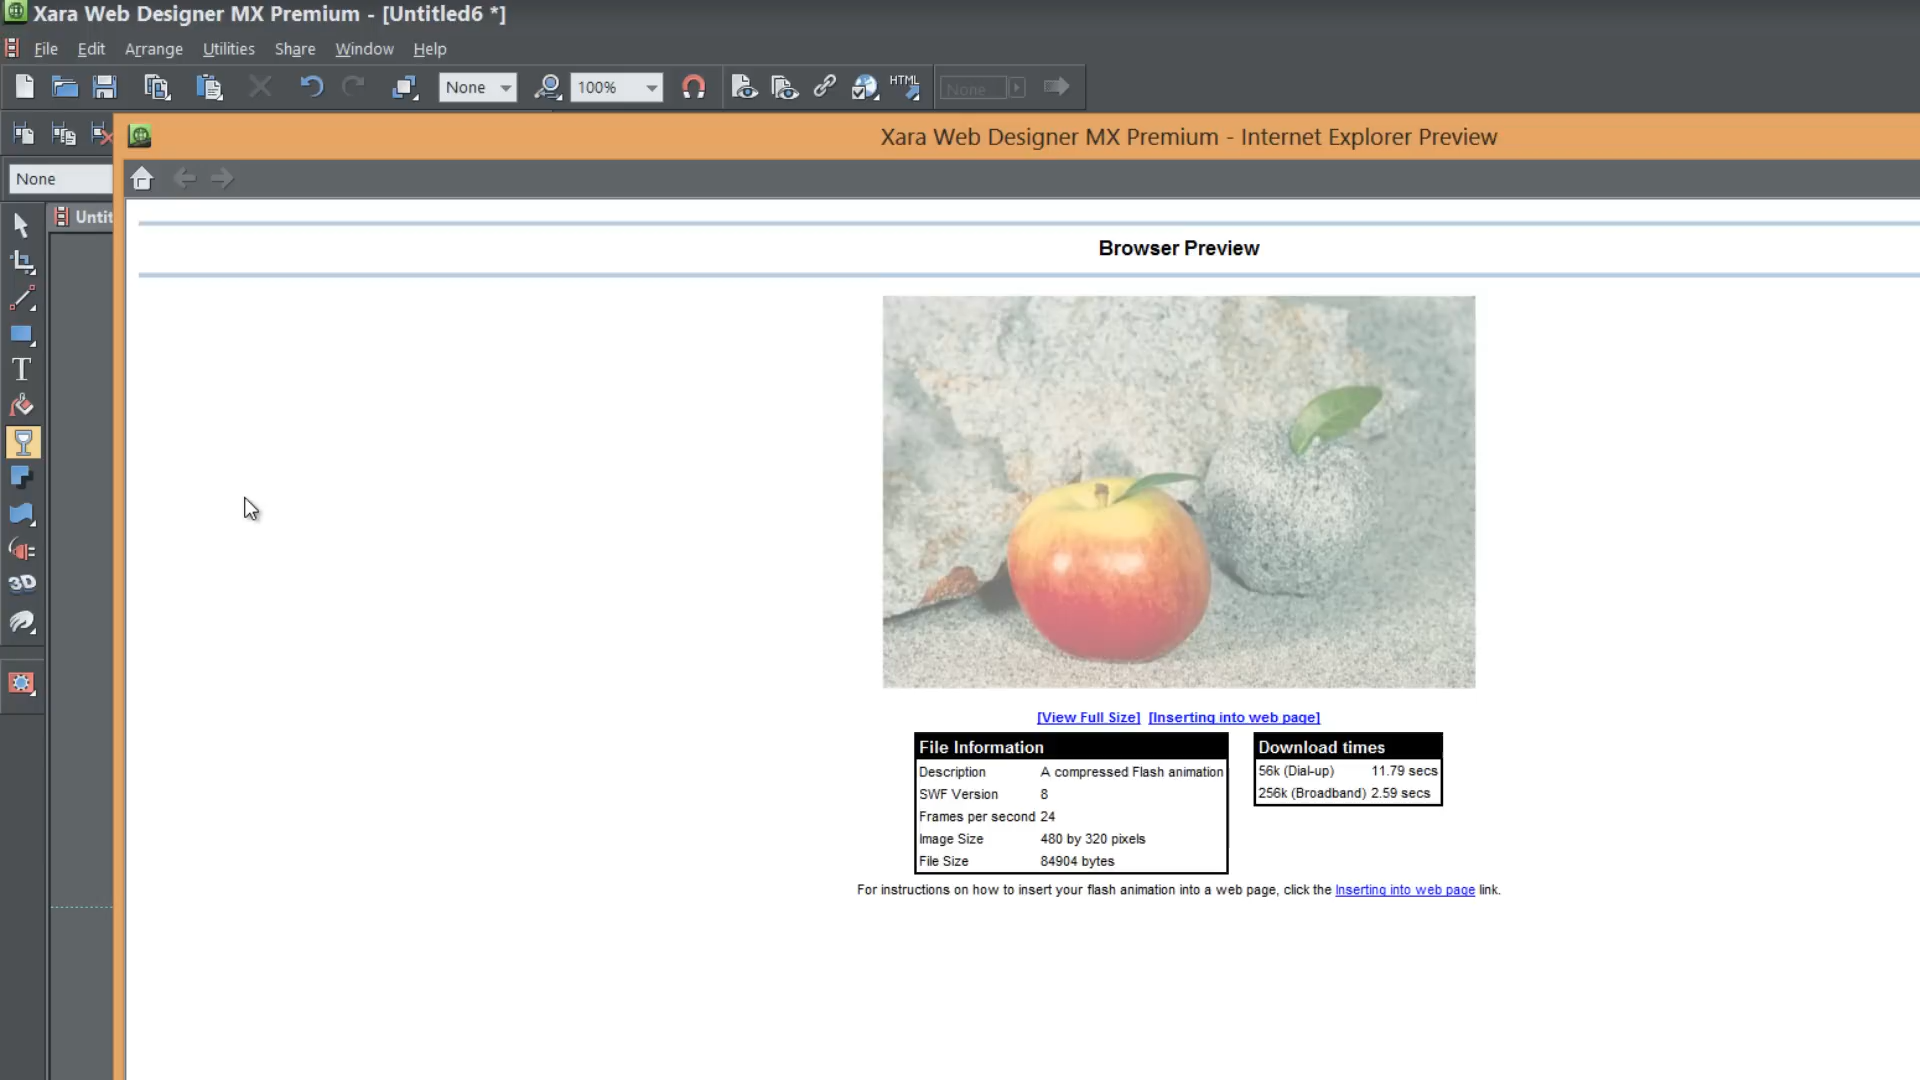 Xara Web Designer MX Premium - [Untitled6 *]
File Edit Arrange Utilities Share Window Help
None 100% HTML None
Xara Web Designer MX Premium - Internet Explorer Preview
None
Untit
Browser Preview
T
3D
[View Full Size] [Inserting into web page]
File Information
Description A compressed Flash animation
SWF Version 8
Frames per second 24
Image Size 480 by 320 pixels
File Size 84904 bytes
Download times
56k (Dial-up) 11.79 secs
256k (Broadband) 2.59 secs
For instructions on how to insert your flash animation into a web page, click the Inserting into web page link.